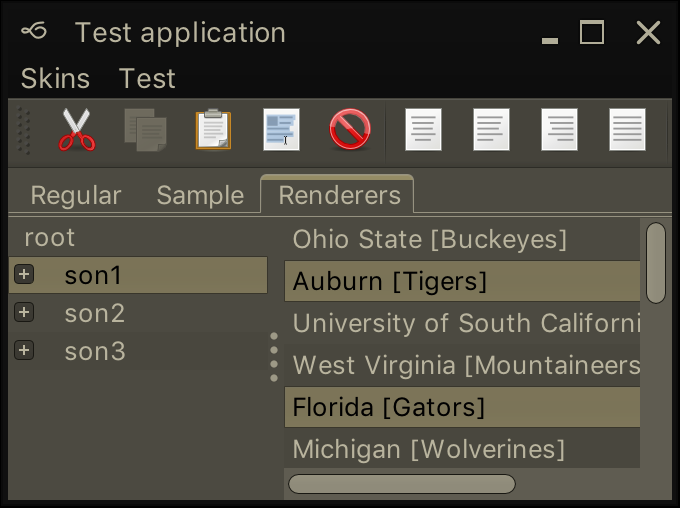 Test application
Skins Test
Regular Sample Renderers
root
son1
son2
son3
Ohio State [Buckeyes]
Auburn [Tigers]
University of South Californi
West Virginia [Mountaineers
Florida [Gators]
Michigan [Wolverines]